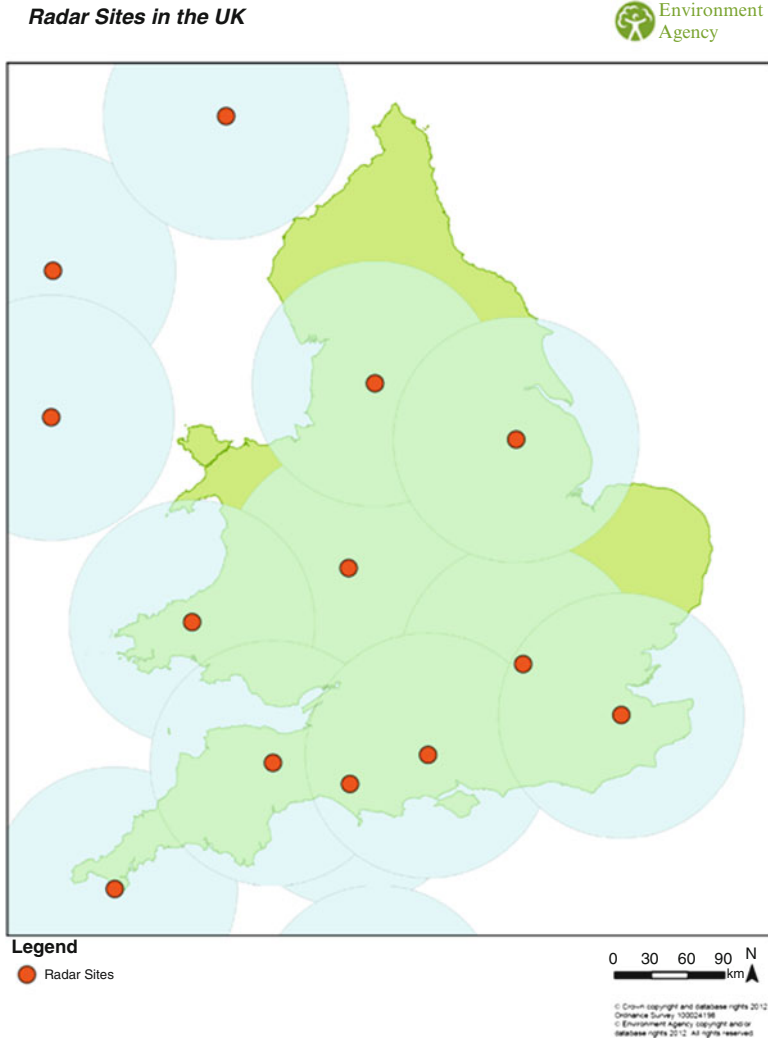 Radar Sites in the UK
Environment
Agency
Legend
Radar Sites
0 30 60 90 N
km
© Crown copyright and database rights 2012
Ordnance Survey 100024198
© Environment Agency copyright and/or
database rights 2012. All rights reserved